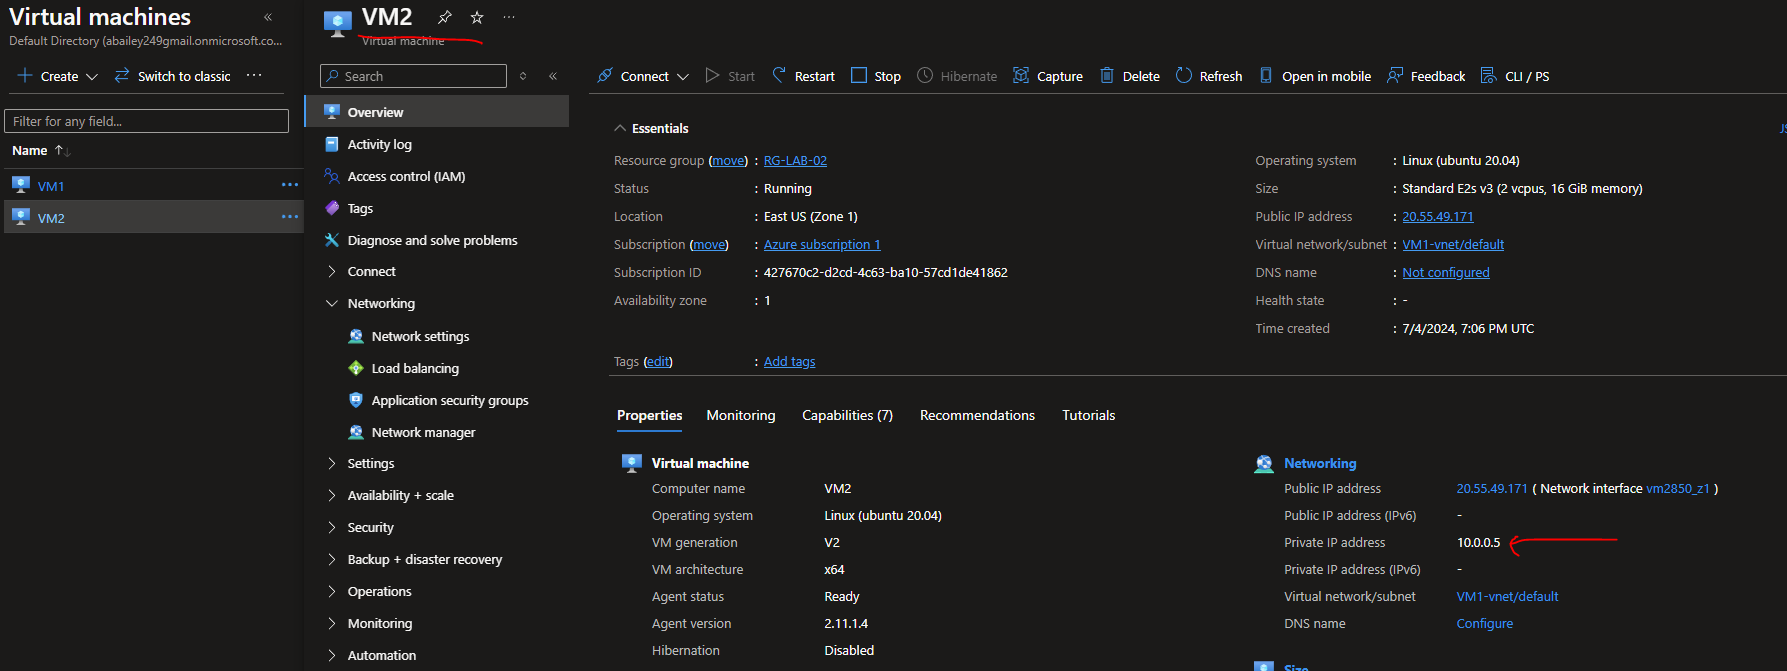 Virtual machines
«
Default Directory (abailey249gmail.onmicrosoft.co...
Create
Switch to classic
...
Filter for any field...
Name
VM1
...
VM2
...
VM2
...
Virtual machine
Search
«
Overview
Activity log
Access control (IAM)
Tags
Diagnose and solve problems
Connect
Networking
Network settings
Load balancing
Application security groups
Network manager
Settings
Availability + scale
Security
Backup + disaster recovery
Operations
Monitoring
Automation
Connect
Start
Restart
Stop
Hibernate
Capture
Delete
Refresh
Open in mobile
Feedback
CLI / PS
Essentials
JS
Resource group (move) : RG-LAB-02
Status : Running
Location : East US (Zone 1)
Subscription (move) : Azure subscription 1
Subscription ID : 427670c2-d2cd-4c63-ba10-57cd1de41862
Availability zone : 1
Operating system : Linux (ubuntu 20.04)
Size : Standard E2s v3 (2 vcpus, 16 GiB memory)
Public IP address : 20.55.49.171
Virtual network/subnet : VM1-vnet/default
DNS name : Not configured
Health state : -
Time created : 7/4/2024, 7:06 PM UTC
Tags (edit) : Add tags
Properties
Monitoring
Capabilities (7)
Recommendations
Tutorials
Virtual machine
Computer name VM2
Operating system Linux (ubuntu 20.04)
VM generation V2
VM architecture x64
Agent status Ready
Agent version 2.11.1.4
Hibernation Disabled
Networking
Public IP address 20.55.49.171 ( Network interface vm2850_z1 )
Public IP address (IPv6) -
Private IP address 10.0.0.5
Private IP address (IPv6) -
Virtual network/subnet VM1-vnet/default
DNS name Configure
Size